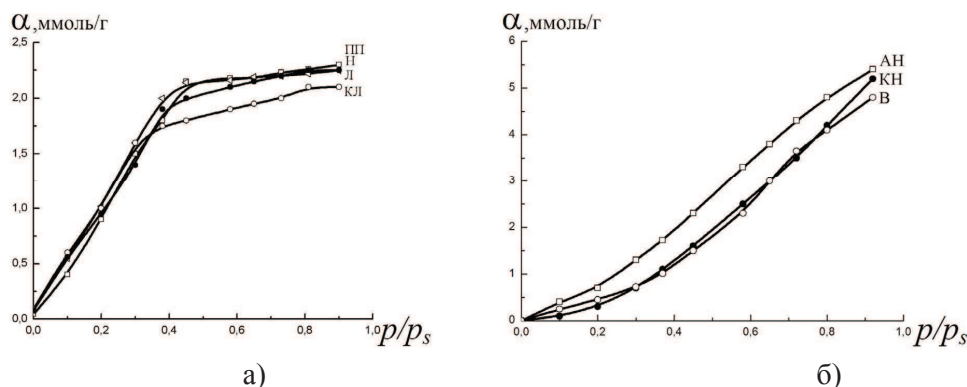 α,ммоль/г
2,5
2,0
1,5
1,0
0,5
0,0
0,0 0,2 0,4 0,6 0,8 1,0
p/pₛ
ПП
Н
Л
КЛ
а)
α,ммоль/г
6
5
4
3
2
1
0
0,0 0,2 0,4 0,6 0,8 1,0
p/pₛ
АН
КН
В
б)